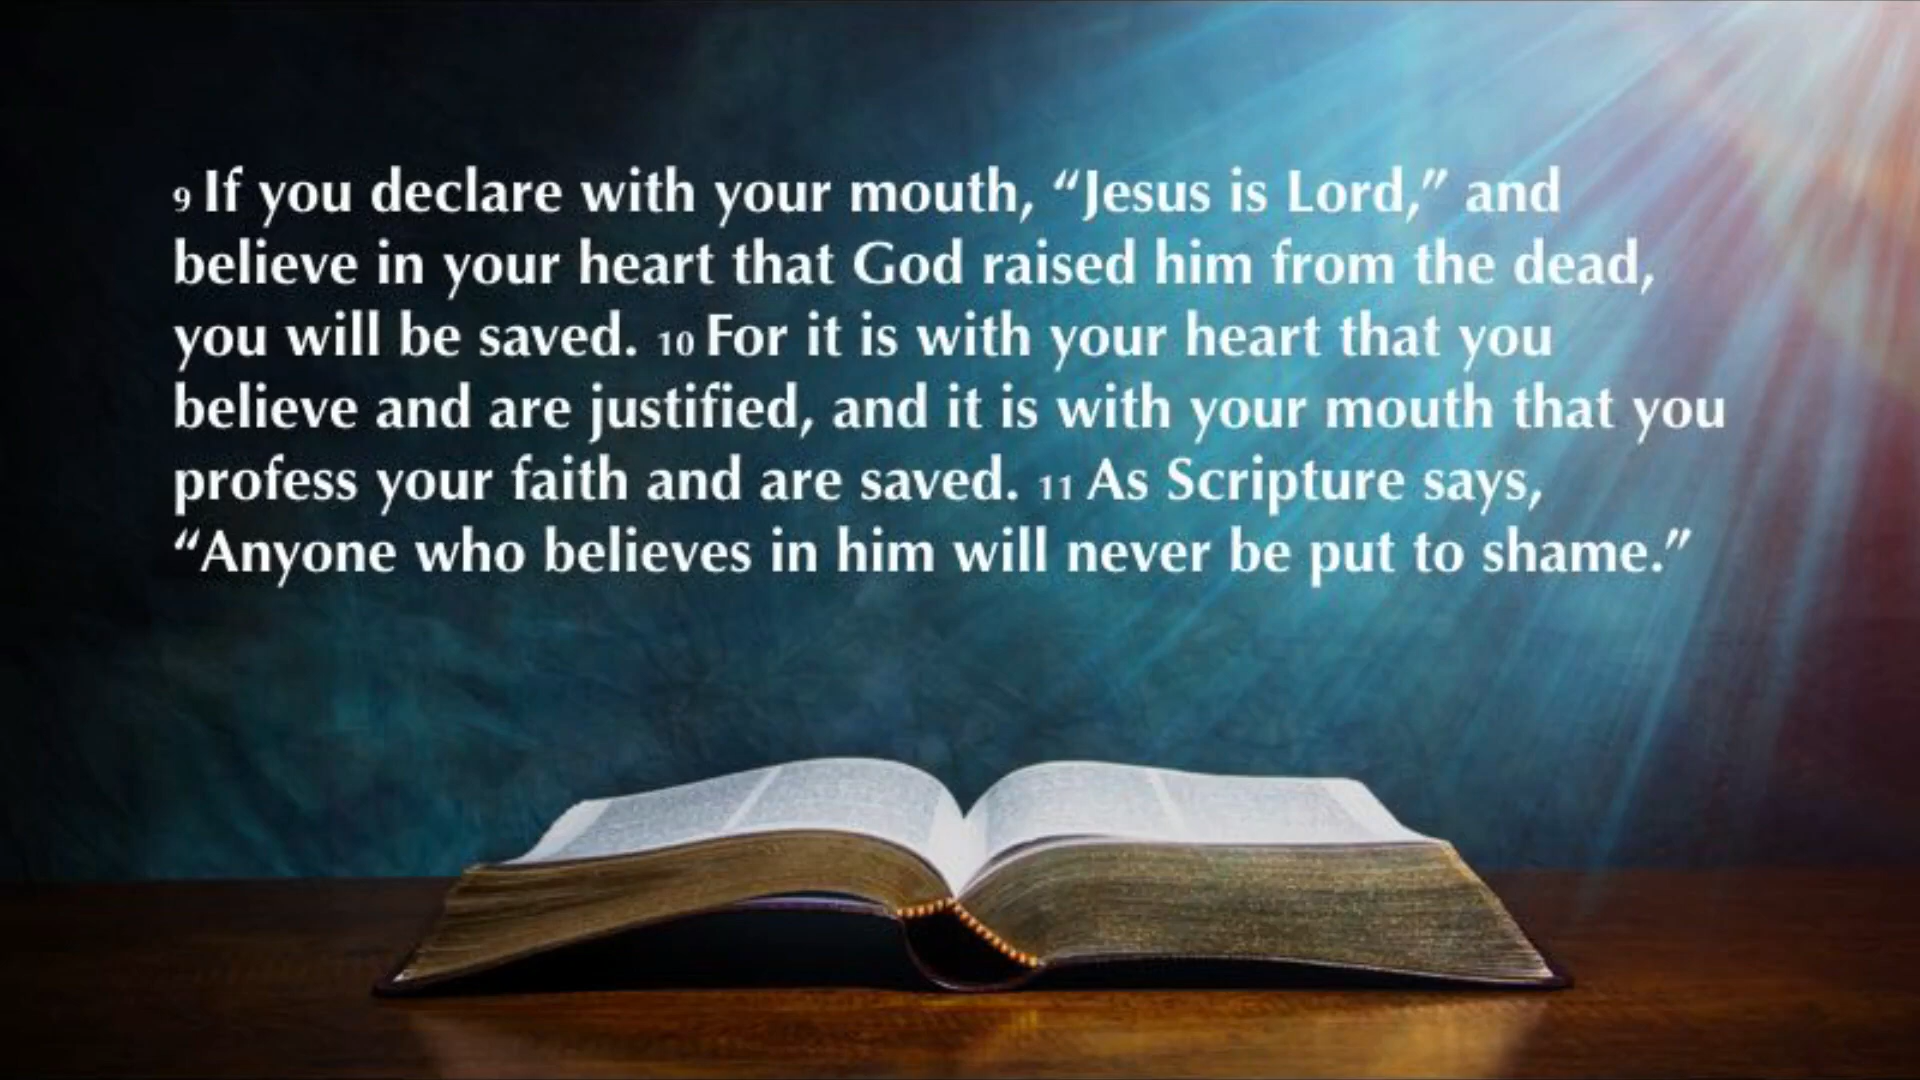 9 If you declare with your mouth, “Jesus is Lord,” and
believe in your heart that God raised him from the dead,
you will be saved. 10 For it is with your heart that you
believe and are justified, and it is with your mouth that you
profess your faith and are saved. 11 As Scripture says,
“Anyone who believes in him will never be put to shame.”